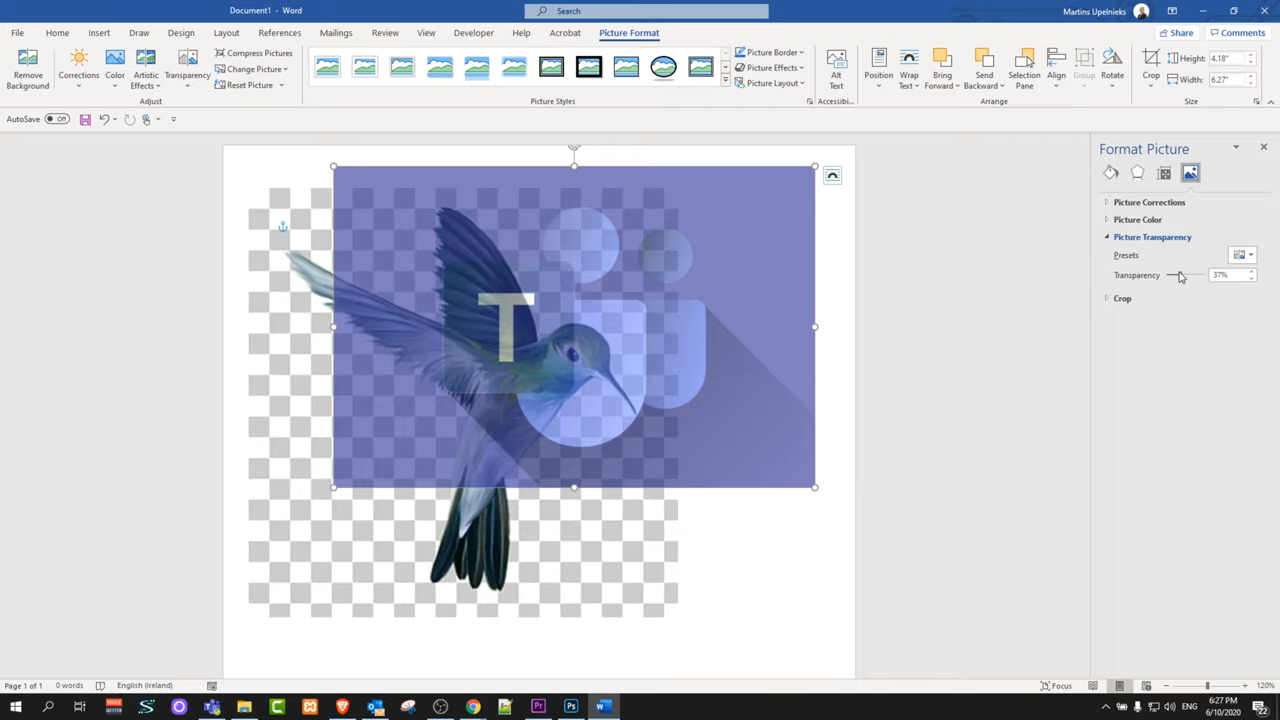 Document1 - Word
Search
Martins Upelnieks
File Home Insert Draw Design Layout References Mailings Review View Developer Help Acrobat Picture Format
Share Comments
Remove Background
Corrections
Color
Artistic Effects
Transparency
Compress Pictures
Change Picture
Reset Picture
Adjust
Picture Styles
Picture Border
Picture Effects
Picture Layout
Alt Text
Accessibi...
Position
Wrap Text
Bring Forward
Send Backward
Selection Pane
Align
Group
Rotate
Arrange
Crop
Height: 4.18"
Width: 6.27"
Size
AutoSave Off
Format Picture
Picture Corrections
Picture Color
Picture Transparency
Presets
Transparency 37%
Crop
T
Page 1 of 1 0 words English (Ireland)
Focus
120%
Pr
Ps
W
ENG
6:27 PM
6/10/2020